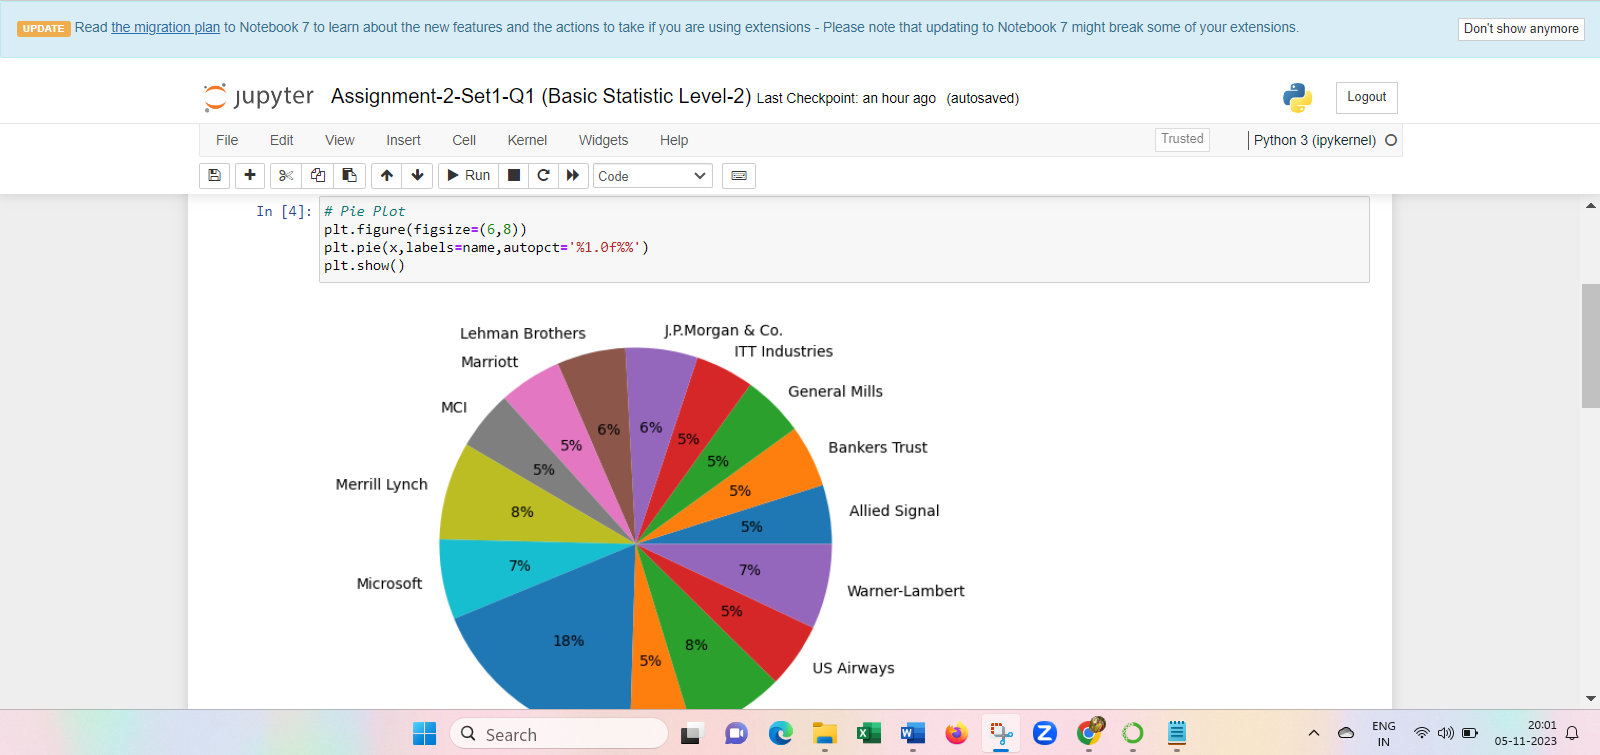 UPDATE Read the migration plan to Notebook 7 to learn about the new features and the actions to take if you are using extensions - Please note that updating to Notebook 7 might break some of your extensions.
Don't show anymore
jupyter Assignment-2-Set1-Q1 (Basic Statistic Level-2) Last Checkpoint: an hour ago (autosaved)
Logout
File Edit View Insert Cell Kernel Widgets Help
Trusted
Python 3 (ipykernel)
Run
Code
In [4]: # Pie Plot
plt.figure(figsize=(6,8))
plt.pie(x,labels=name,autopct='%1.0f%%')
plt.show()
Lehman Brothers
J.P.Morgan & Co.
Marriott
ITT Industries
General Mills
MCI
6% 6%
5%
5%
Bankers Trust
5%
5%
Merrill Lynch
5%
8%
Allied Signal
5%
7%
7%
Microsoft
Warner-Lambert
5%
18%
8%
5%
US Airways
Search
ENG
IN
20:01
05-11-2023